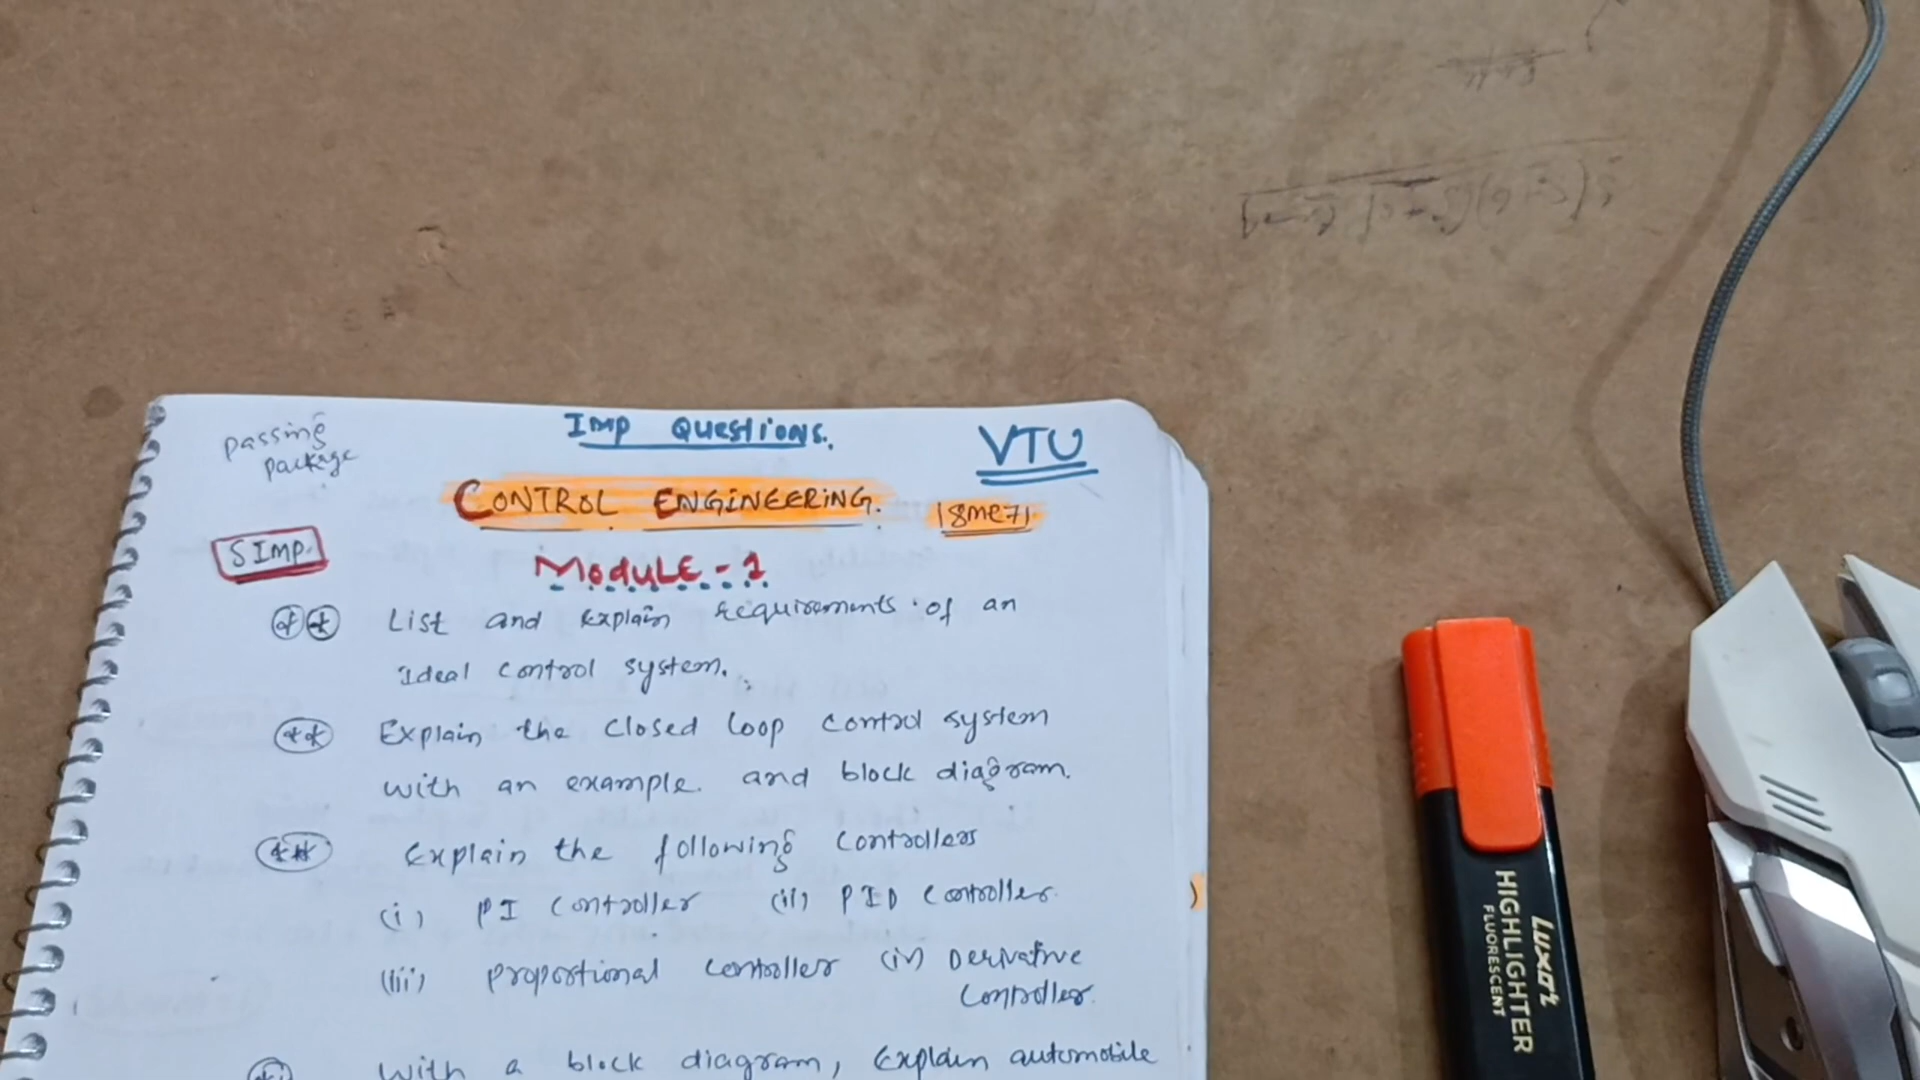 passing
package
Imp Questions.
VTU
CONTROL ENGINEERING.
18me71
SIMP.
Module-1
List and explain requirements of an
Ideal control system.
Explain the closed loop control system
with an example. and block diagram.
Explain the following controllers
(i) PI controller (ii) PID controller.
(iii) proportional controller (iv) Derivative
controller.
With a block diagram, Explain automobile
Luxor
HIGHLIGHTER
FLUORESCENT